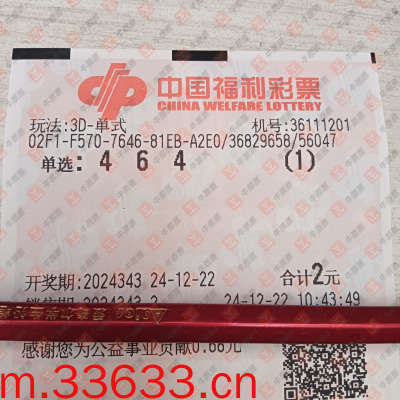 中国福利彩票
CHINA WELFARE LOTTERY
玩法:3D-单式 机号:36111201
02F1-F570-7646-81EB-A2E0/36829658/56047
单选: 4 6 4 (1)
开奖期:2024343 24-12-22 合计2元
2024343 24-12-22 10:43:49
感谢您为公益事业贡献0.68元
m.33633.cn